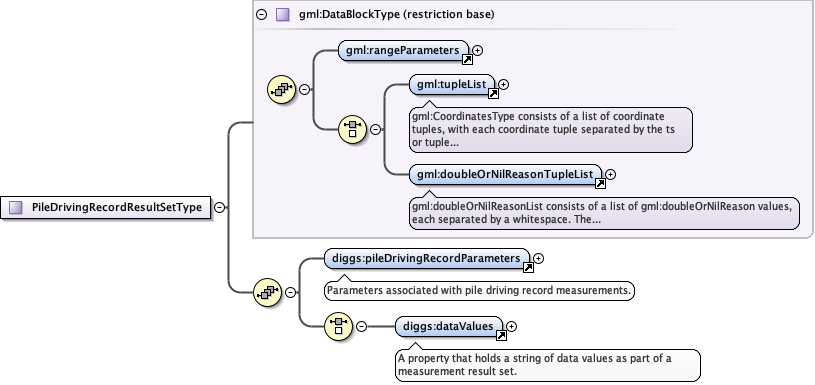 gml:DataBlockType (restriction base)
gml:rangeParameters
gml:tupleList
gml:CoordinatesType consists of a list of coordinate
tuples, with each coordinate tuple separated by the ts
or tuple...
gml:doubleOrNilReasonTupleList
gml:doubleOrNilReasonList consists of a list of gml:doubleOrNilReason values,
each separated by a whitespace. The...
PileDrivingRecordResultSetType
diggs:pileDrivingRecordParameters
Parameters associated with pile driving record measurements.
diggs:dataValues
A property that holds a string of data values as part of a
measurement result set.